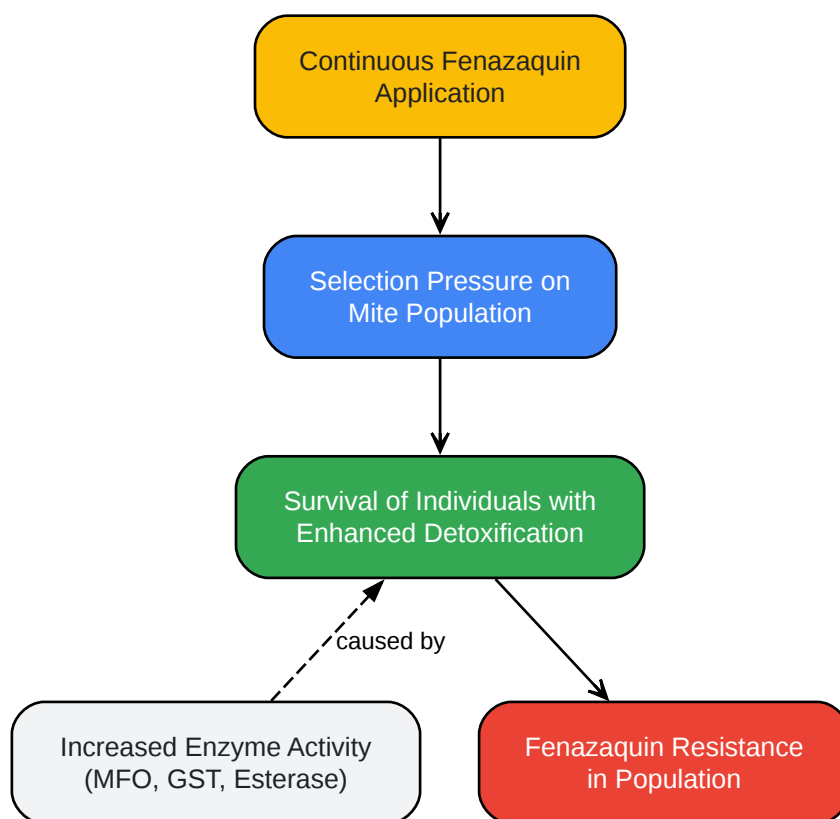 Continuous Fenazaquin
Application
Selection Pressure on
Mite Population
Survival of Individuals with
Enhanced Detoxification
caused by
Increased Enzyme Activity
(MFO, GST, Esterase)
Fenazaquin Resistance
in Population